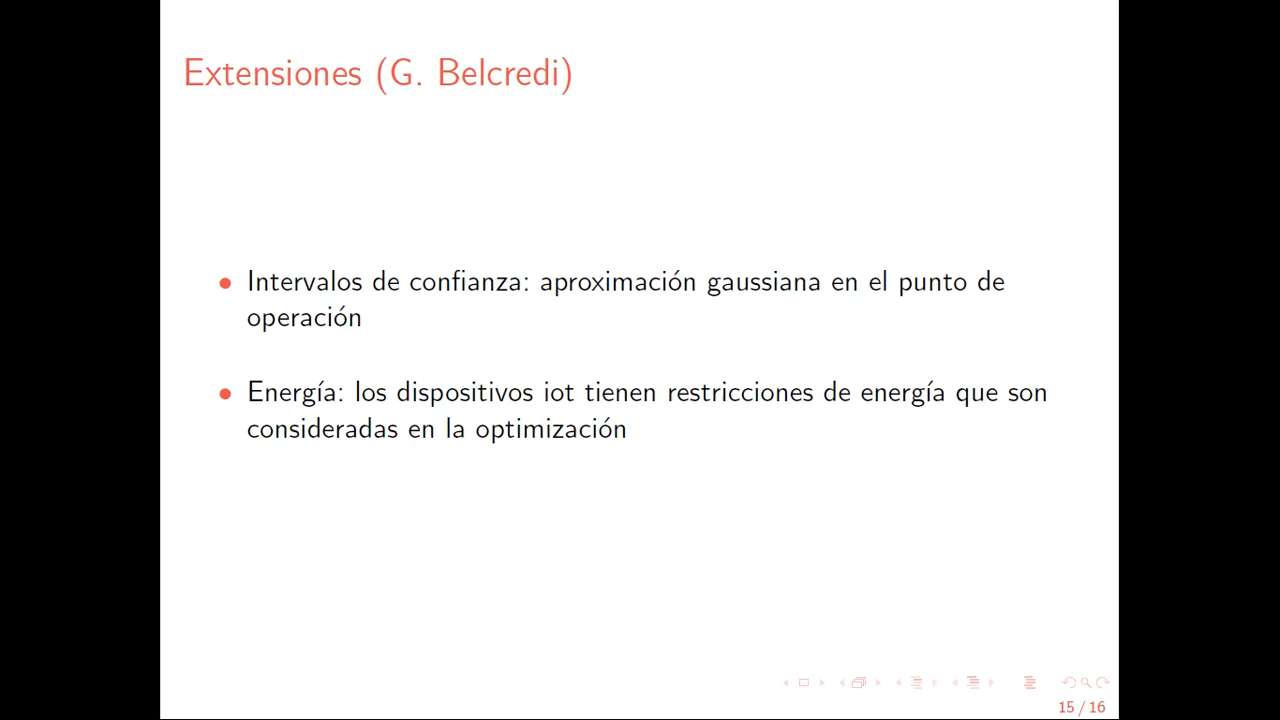 Extensiones (G. Belcredi)
Intervalos de confianza: aproximación gaussiana en el punto de
operación
Energía: los dispositivos iot tienen restricciones de energía que son
consideradas en la optimización
15 / 16